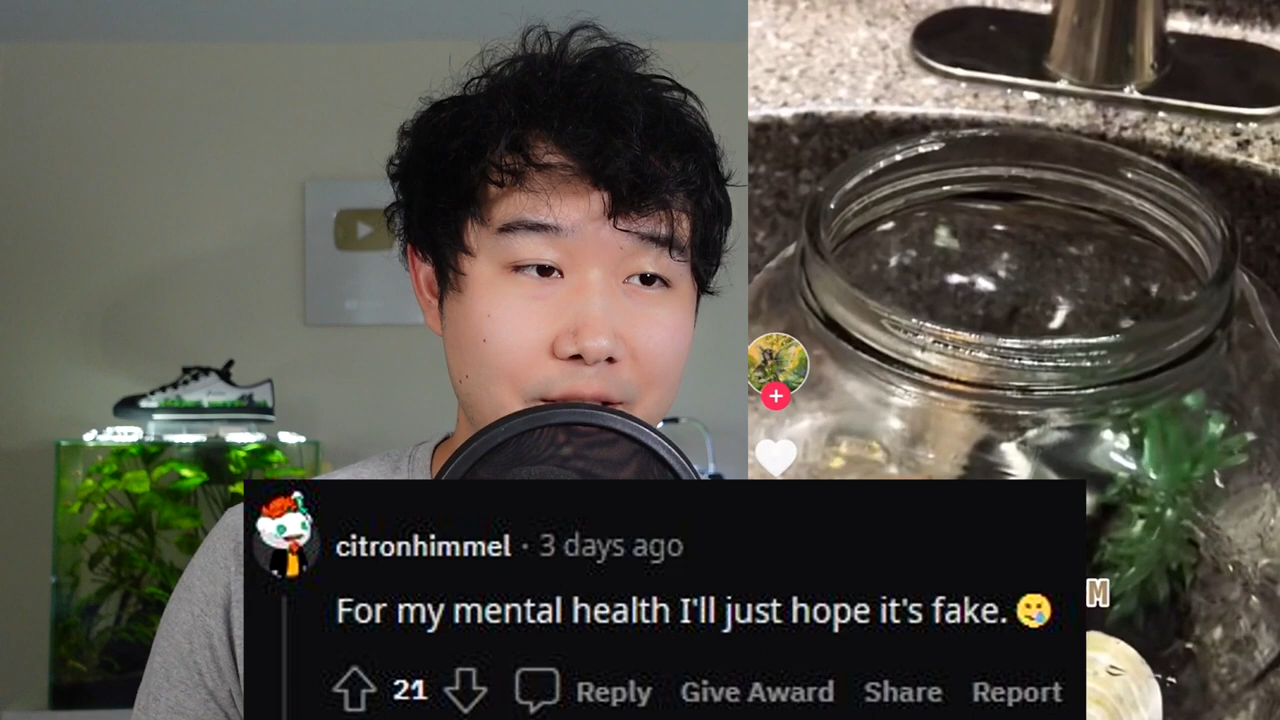 citronhimmel · 3 days ago
For my mental health I'll just hope it's fake. 🥲
21 Reply Give Award Share Report
M